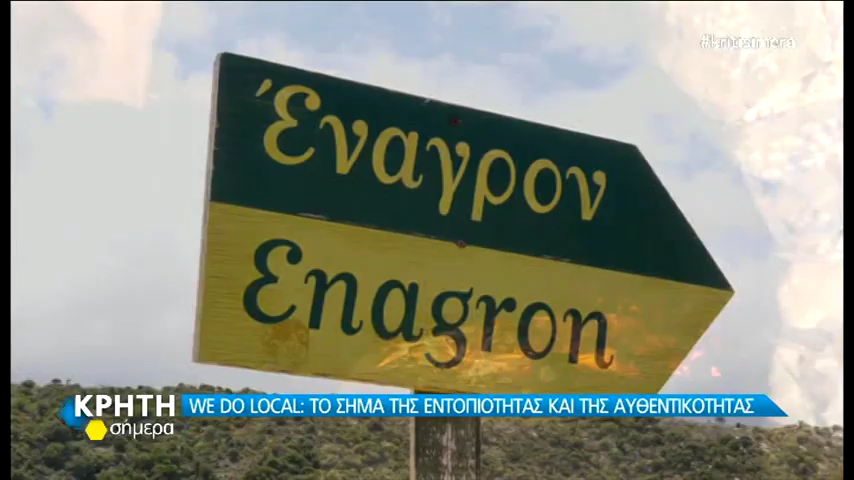 #kritisimera
Έναγρον
Enagron
ΚΡΗΤΗ
σήμερα
WE DO LOCAL: ΤΟ ΣΗΜΑ ΤΗΣ ΕΝΤΟΠΙΟΤΗΤΑΣ ΚΑΙ ΤΗΣ ΑΥΘΕΝΤΙΚΟΤΗΤΑΣ